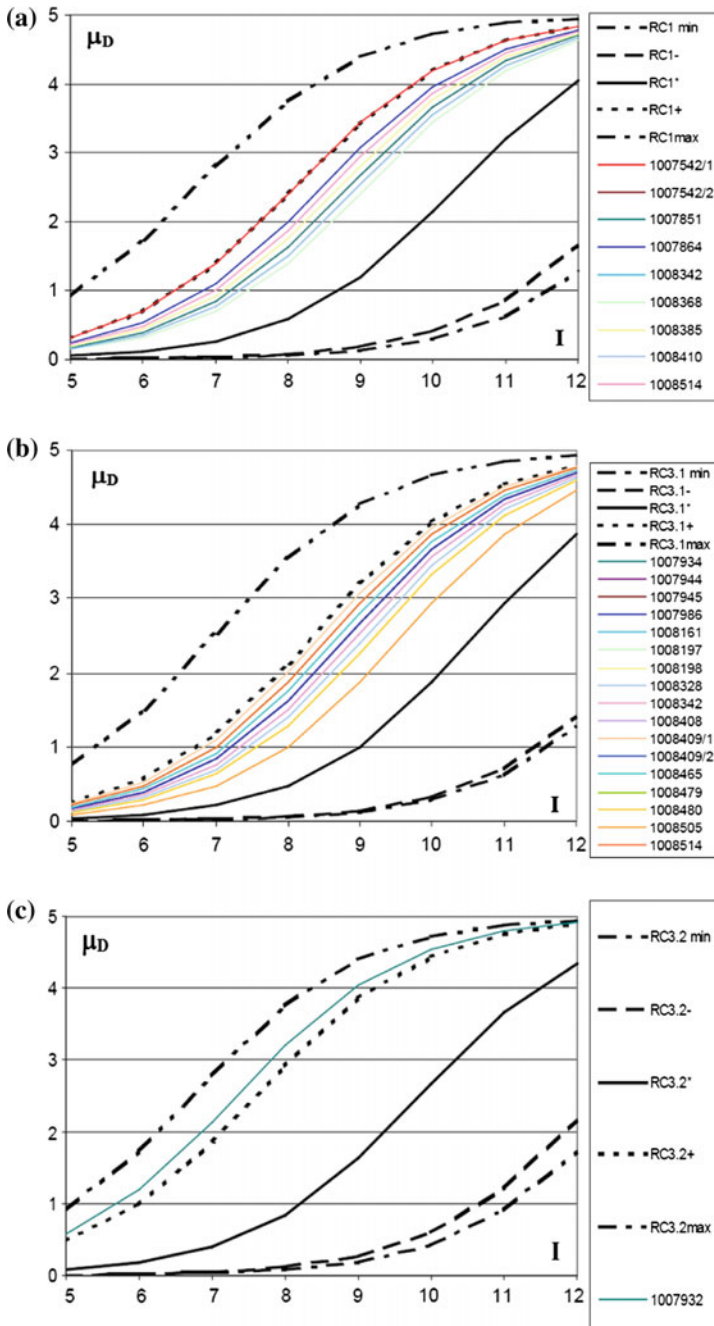 (a)
μD
5
4
3
2
1
0
5 6 7 8 9 10 11 12
I
RC1 min
RC1-
RC1*
RC1+
RC1max
1007542/1
1007542/2
1007851
1007864
1008342
1008368
1008385
1008410
1008514
(b)
μD
5
4
3
2
1
0
5 6 7 8 9 10 11 12
I
RC3.1 min
RC3.1-
RC3.1*
RC3.1+
RC3.1max
1007934
1007944
1007945
1007986
1008161
1008197
1008198
1008328
1008342
1008408
1008409/1
1008409/2
1008465
1008479
1008480
1008505
1008514
(c)
μD
5
4
3
2
1
0
5 6 7 8 9 10 11 12
I
RC3.2 min
RC3.2-
RC3.2*
RC3.2+
RC3.2max
1007932